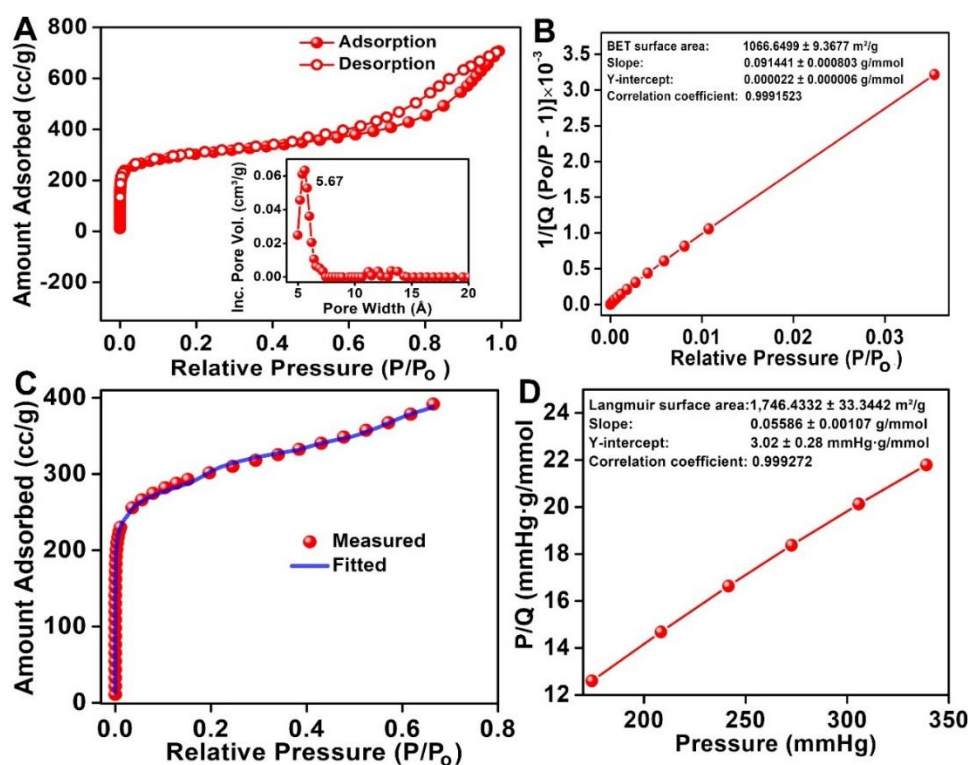 A
Amount Adsorbed (cc/g)
800
600
400
200
0
-200
Adsorption
Desorption
Inc. Pore Vol. (cm³/g)
0.06
0.04
0.02
0.00
5.67
5
10
15
20
Pore Width (Å)
0.0
0.2
0.4
0.6
0.8
1.0
Relative Pressure (P/Po)
B
1/[Q (Po/P - 1)]×10-3
3.0
2.5
2.0
1.5
1.0
0.5
0.0
BET surface area: 1066.6499 ± 9.3677 m²/g
Slope: 0.091441 ± 0.000803 g/mmol
Y-intercept: 0.000022 ± 0.000006 g/mmol
Correlation coefficient: 0.9991523
0.00
0.01
0.02
0.03
Relative Pressure (P/Po)
C
Amount Adsorbed (cc/g)
400
300
200
100
0
Measured
Fitted
0.0
0.2
0.4
0.6
0.8
Relative Pressure (P/Po)
D
P/Q (mmHg·g/mmol
24
22
20
18
16
14
12
Langmuir surface area:1,746.4332 ± 33.3442 m²/g
Slope: 0.05586 ± 0.00107 g/mmol
Y-intercept: 3.02 ± 0.28 mmHg·g/mmol
Correlation coefficient: 0.999272
200
250
300
350
Pressure (mmHg)